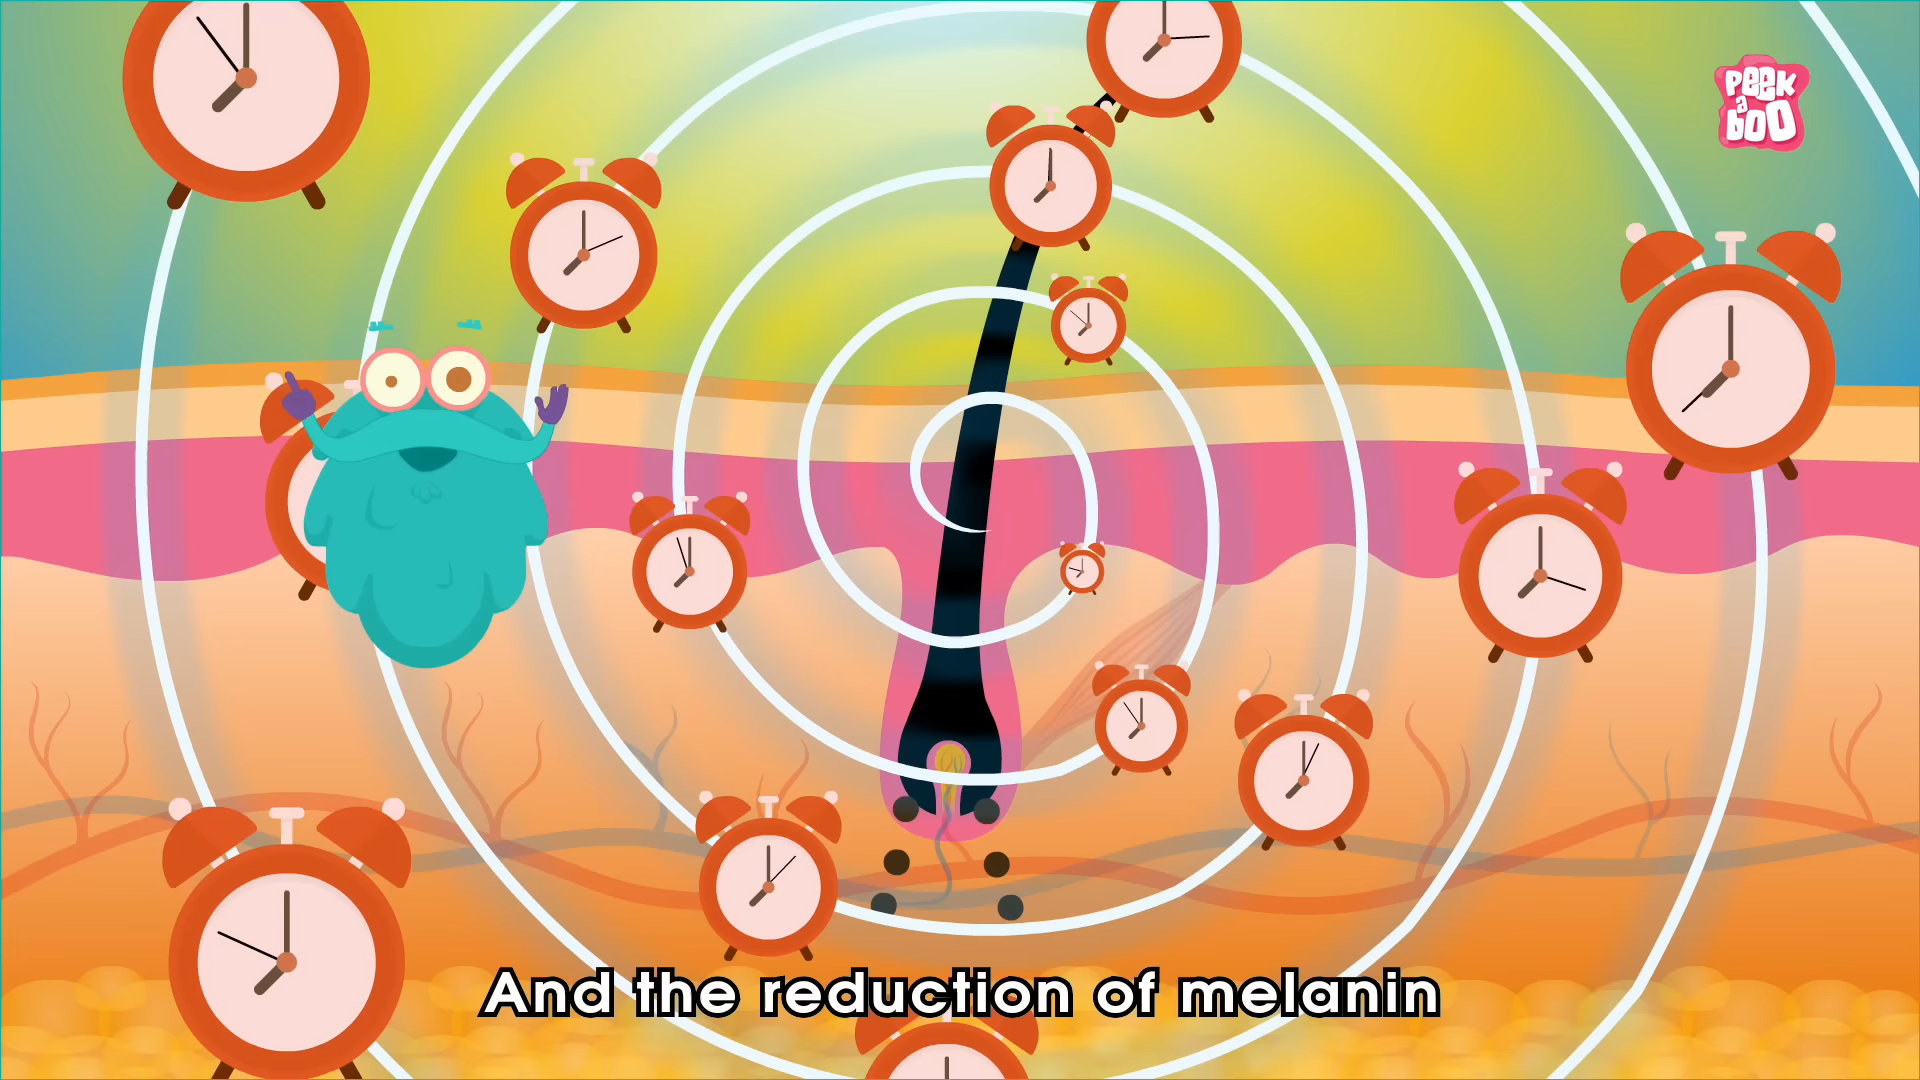 PEEK
a
BOO
And the reduction of melanin